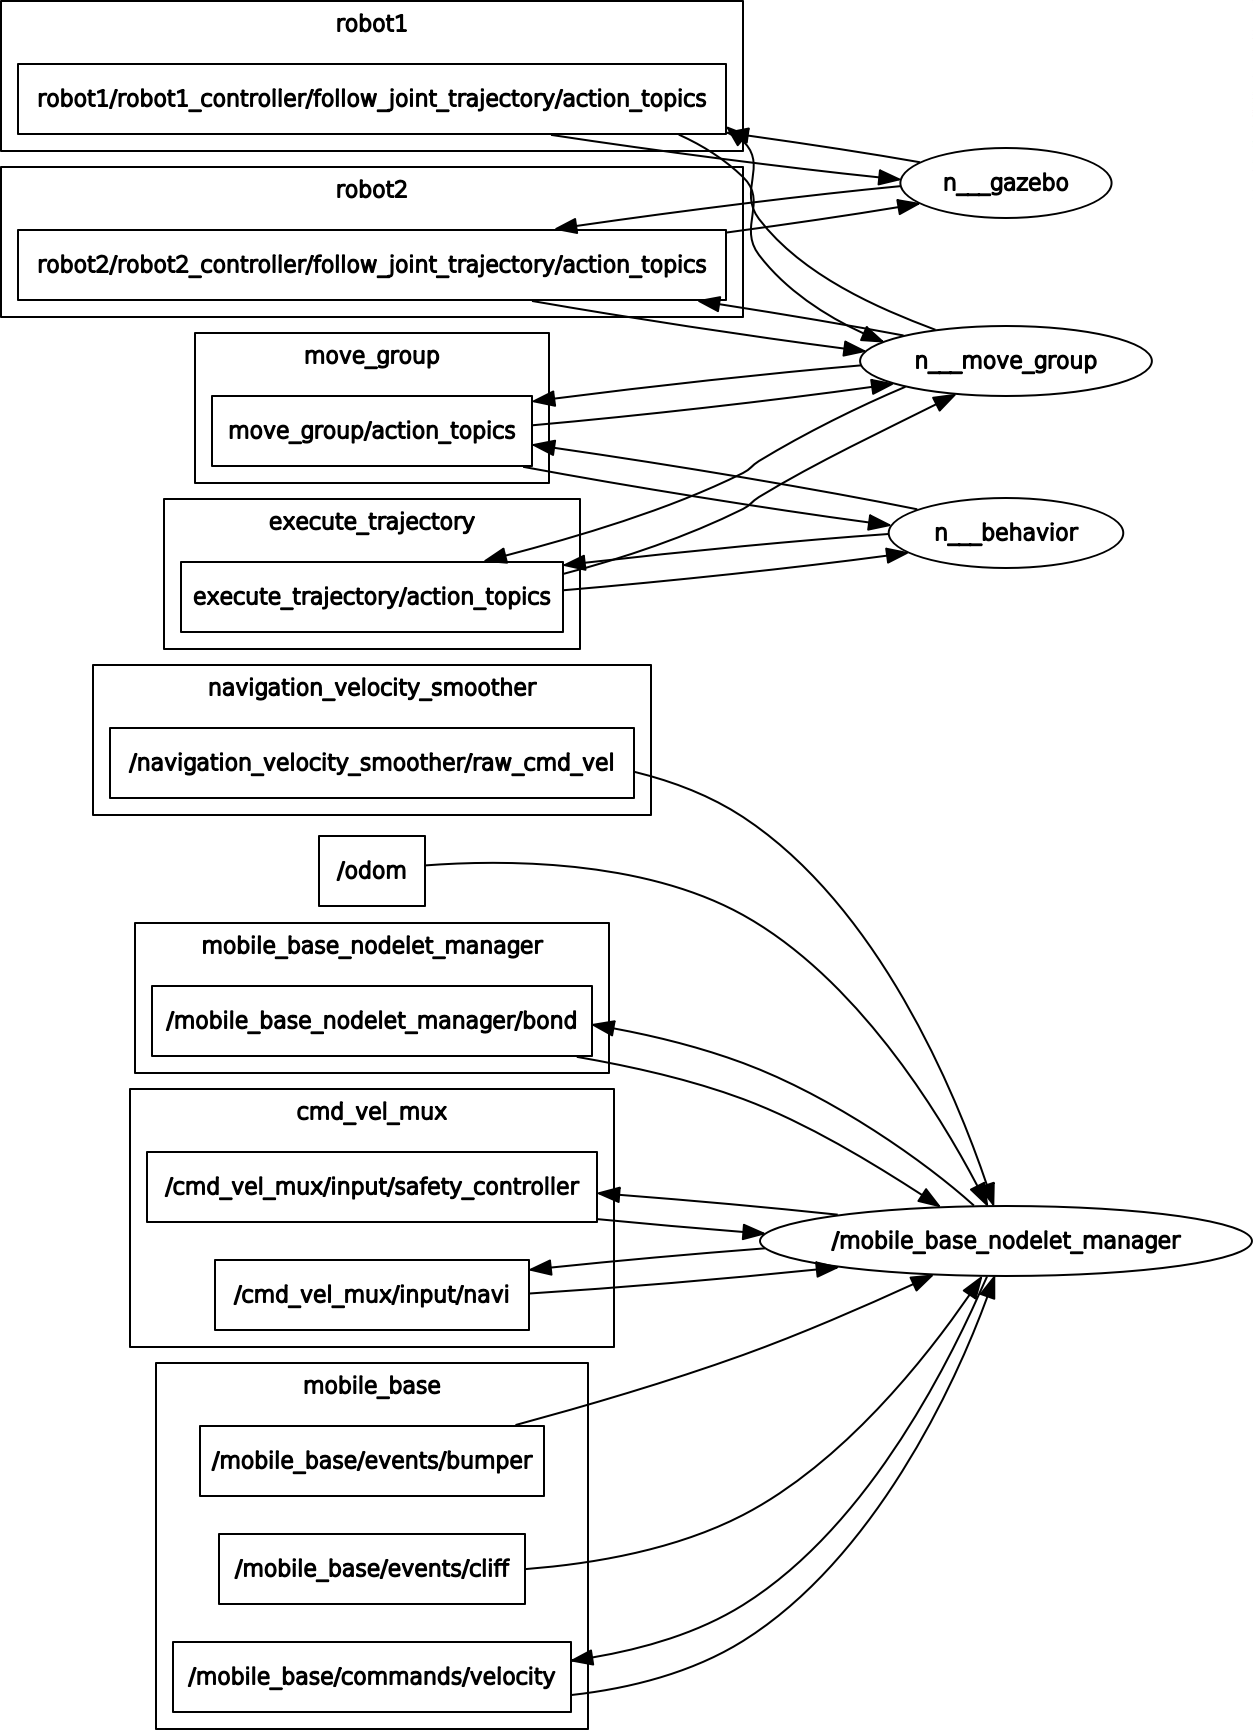 robot1
robot1/robot1_controller/follow_joint_trajectory/action_topics
n___gazebo
robot2
robot2/robot2_controller/follow_joint_trajectory/action_topics
move_group
n___move_group
move_group/action_topics
execute_trajectory
n___behavior
execute_trajectory/action_topics
navigation_velocity_smoother
/navigation_velocity_smoother/raw_cmd_vel
/odom
mobile_base_nodelet_manager
/mobile_base_nodelet_manager/bond
cmd_vel_mux
/cmd_vel_mux/input/safety_controller
/mobile_base_nodelet_manager
/cmd_vel_mux/input/navi
mobile_base
/mobile_base/events/bumper
/mobile_base/events/cliff
/mobile_base/commands/velocity